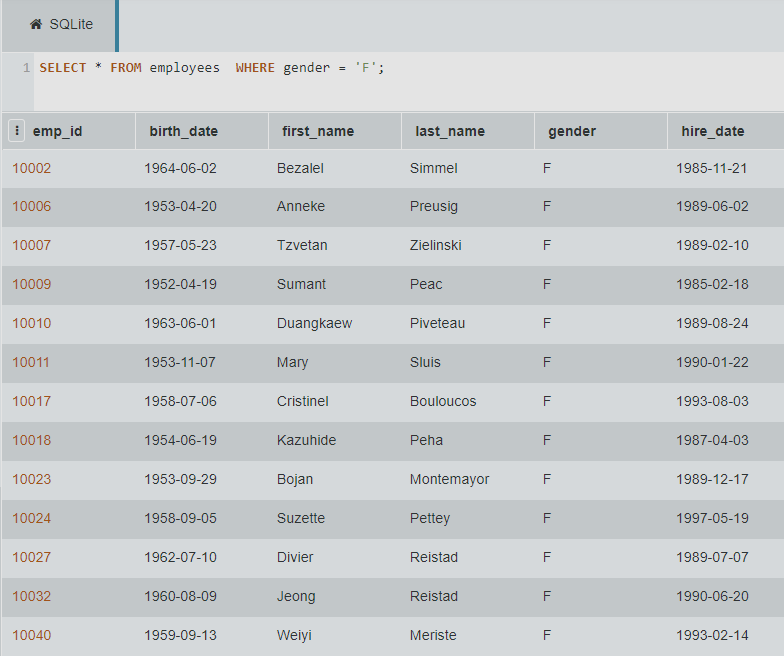 SQLite
1 SELECT * FROM employees  WHERE gender = 'F';
emp_id birth_date first_name last_name gender hire_date
10002 1964-06-02 Bezalel Simmel F 1985-11-21
10006 1953-04-20 Anneke Preusig F 1989-06-02
10007 1957-05-23 Tzvetan Zielinski F 1989-02-10
10009 1952-04-19 Sumant Peac F 1985-02-18
10010 1963-06-01 Duangkaew Piveteau F 1989-08-24
10011 1953-11-07 Mary Sluis F 1990-01-22
10017 1958-07-06 Cristinel Bouloucos F 1993-08-03
10018 1954-06-19 Kazuhide Peha F 1987-04-03
10023 1953-09-29 Bojan Montemayor F 1989-12-17
10024 1958-09-05 Suzette Pettey F 1997-05-19
10027 1962-07-10 Divier Reistad F 1989-07-07
10032 1960-08-09 Jeong Reistad F 1990-06-20
10040 1959-09-13 Weiyi Meriste F 1993-02-14